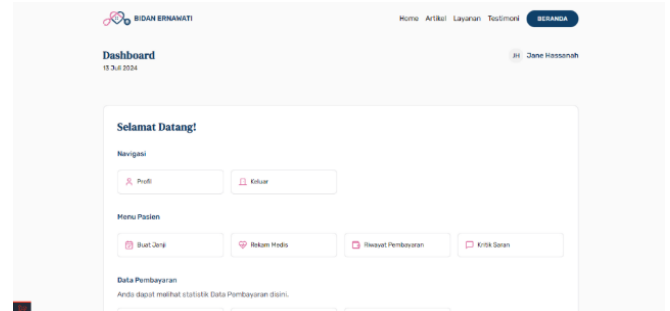 BIDAN ERNAWATI
Home Artikel Layanan Testimoni BERANDA
Dashboard
13 Juli 2024
JH Jane Hassanah
Selamat Datang!
Navigasi
Profil
Keluar
Menu Pasien
Buat Janji
Rekam Medis
Riwayat Pembayaran
Kritik Saran
Data Pembayaran
Anda dapat melihat statistik Data Pembayaran disini.